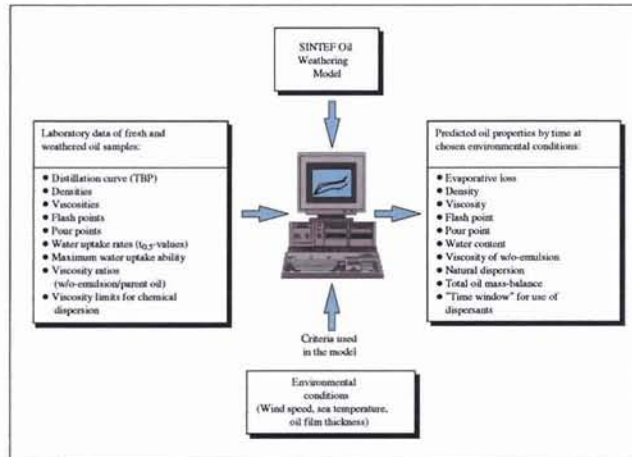 SINTEF Oil
Weathering
Model
Laboratory data of fresh and
weathered oil samples:
● Distillation curve (TBP)
● Densities
● Viscosities
● Flash points
● Pour points
● Water uptake rates (t0.5-values)
● Maximum water uptake ability
● Viscosity ratios
(w/o-emulsion/parent oil)
● Viscosity limits for chemical
dispersion
Predicted oil properties by time at
chosen environmental conditions:
● Evaporative loss
● Density
● Viscosity
● Flash point
● Pour point
● Water content
● Viscosity of w/o-emulsion
● Natural dispersion
● Total oil mass-balance
● "Time window" for use of
dispersants
Criteria used
in the model
Environmental
conditions
(Wind speed, sea temperature,
oil film thickness)